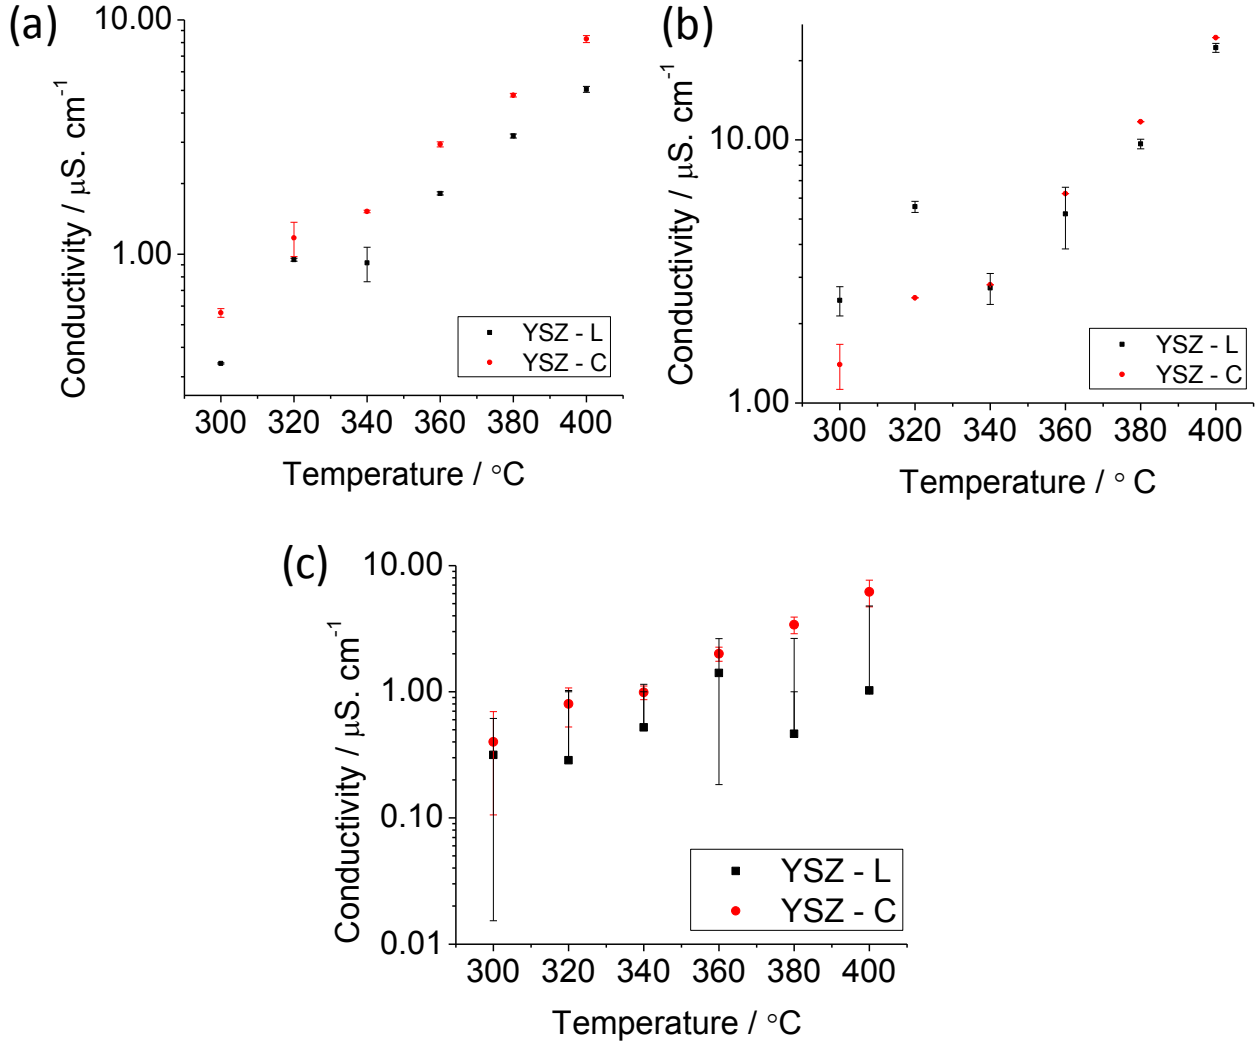 (a)
10.00
1.00
Conductivity / μS. cm-1
YSZ - L
YSZ - C
300 320 340 360 380 400
Temperature / °C
(b)
10.00
1.00
Conductivity / μS. cm-1
YSZ - L
YSZ - C
300 320 340 360 380 400
Temperature / ° C
(c)
10.00
1.00
0.10
0.01
Conductivity / μS. cm-1
YSZ - L
YSZ - C
300 320 340 360 380 400
Temperature / °C